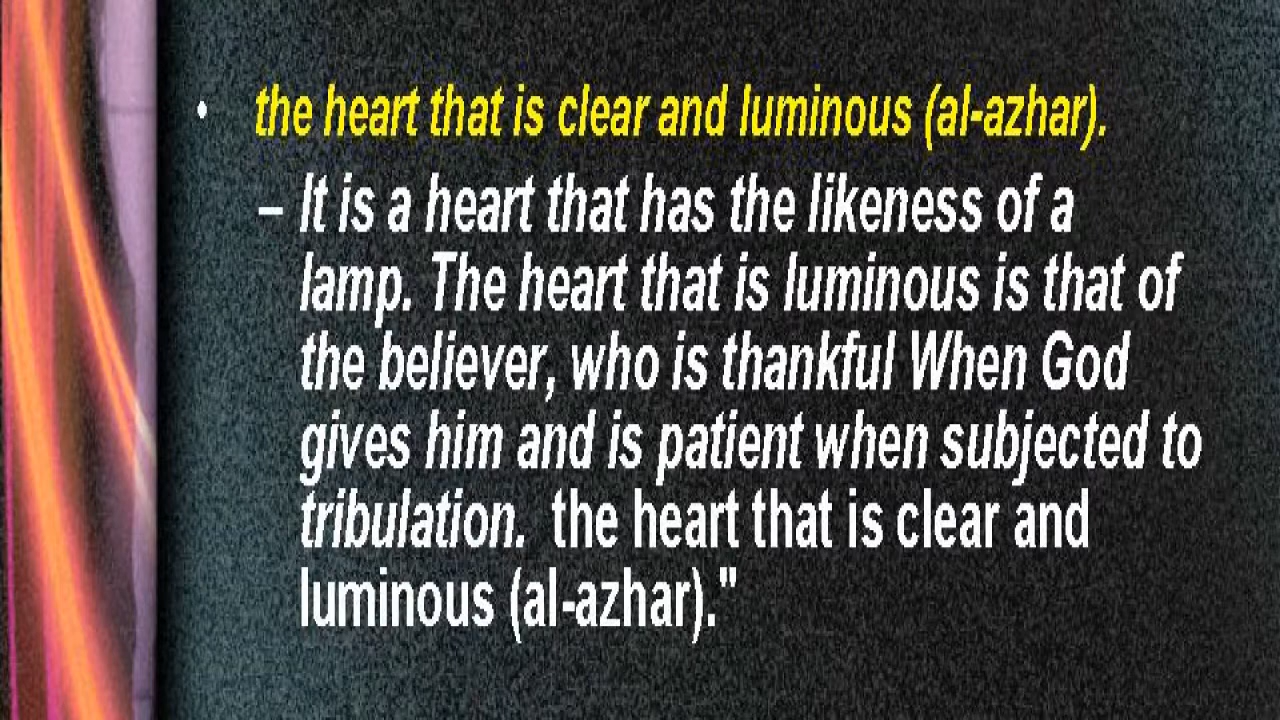 • the heart that is clear and luminous (al-azhar).
– It is a heart that has the likeness of a
lamp. The heart that is luminous is that of
the believer, who is thankful When God
gives him and is patient when subjected to
tribulation. the heart that is clear and
luminous (al-azhar)."